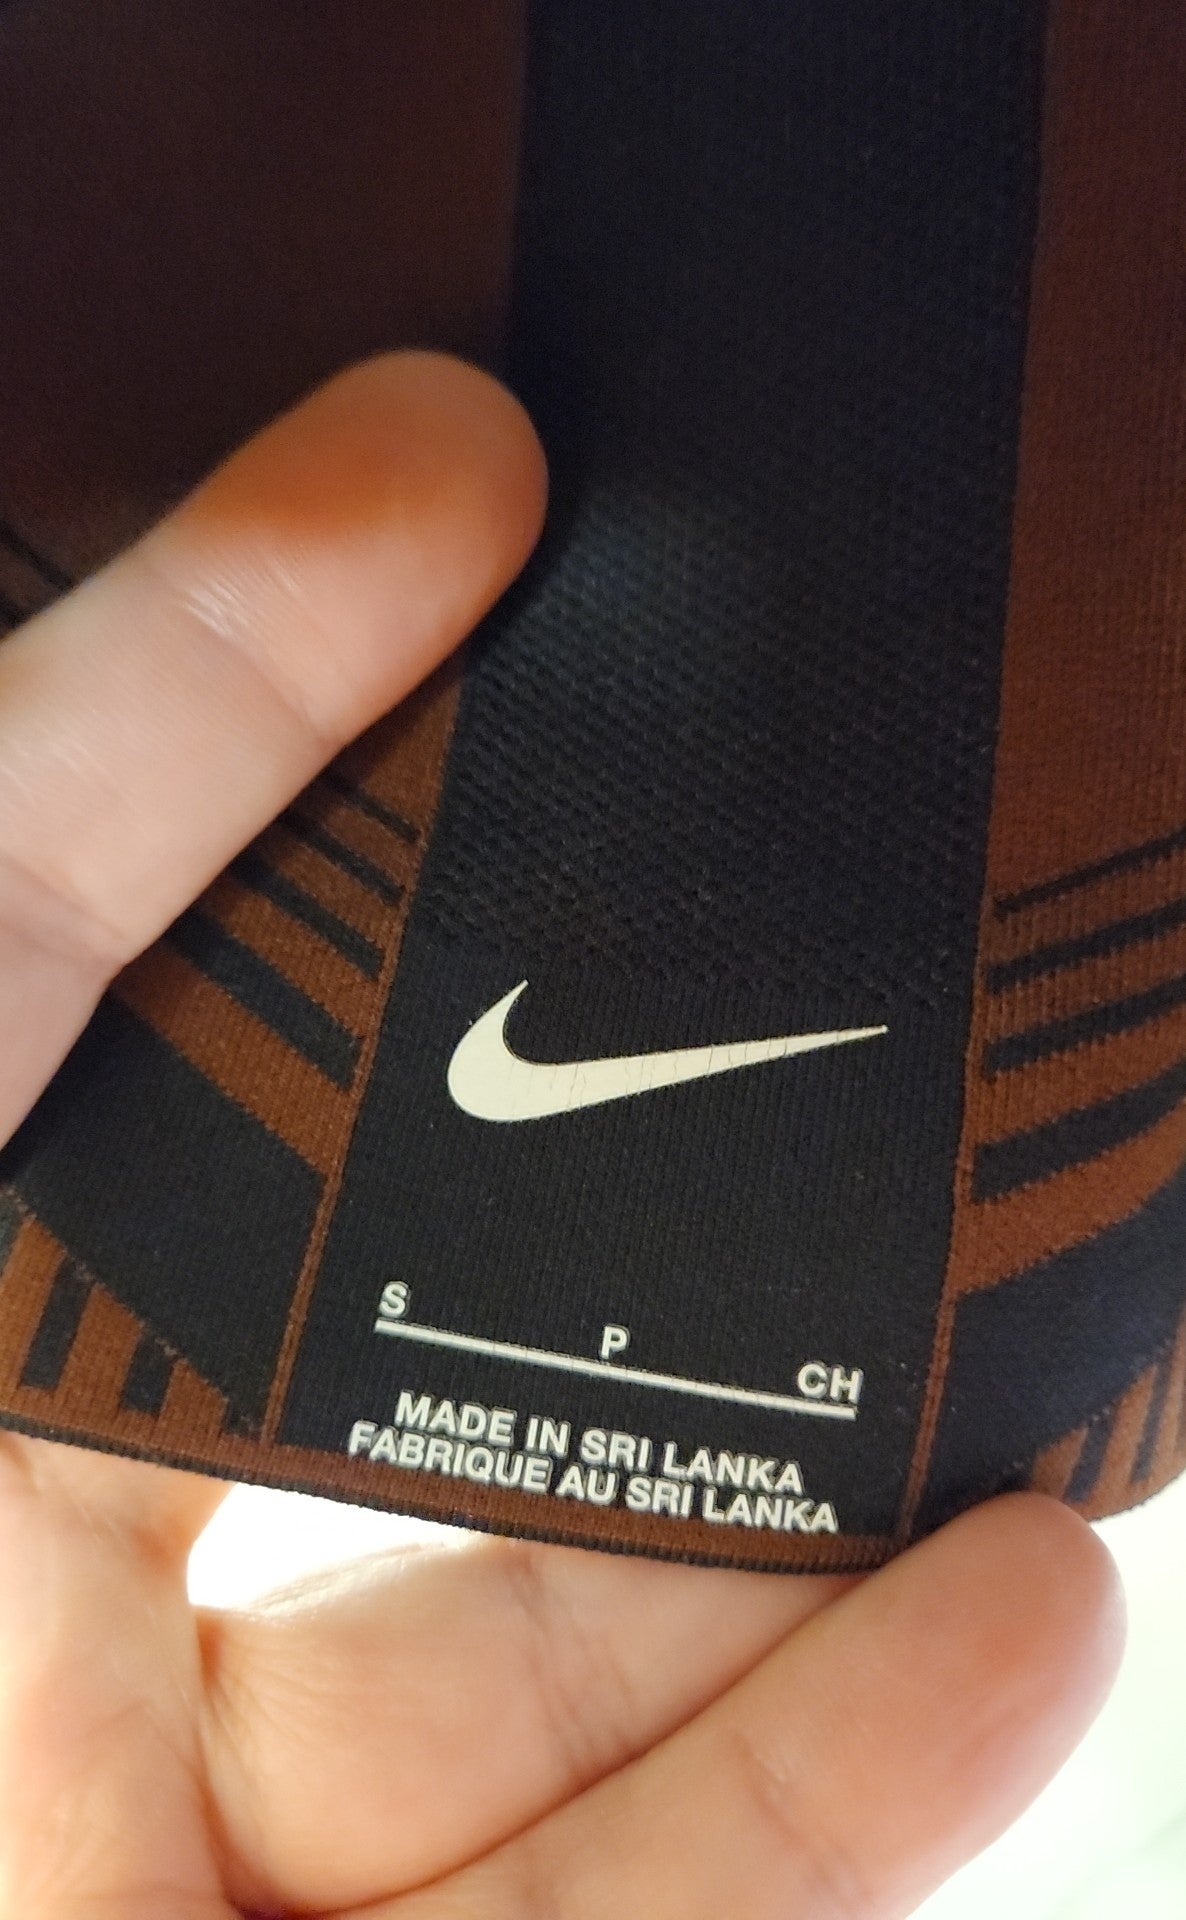 S P CH
MADE IN SRI LANKA
FABRIQUE AU SRI LANKA